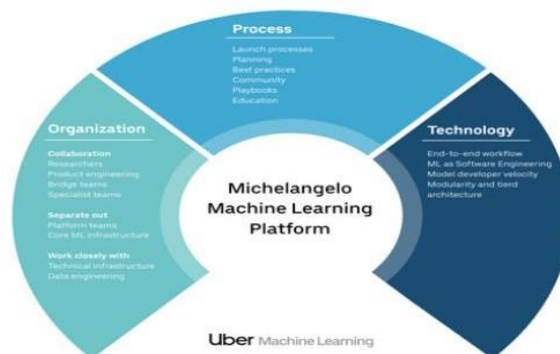 Process
Launch processes
Planning
Best practices
Community
Playbooks
Education
Organization
Collaboration
Researchers
Product engineering
Bridge teams
Specialist teams
Separate out
Platform teams
Core ML infrastructure
Work closely with
Technical infrastructure
Data engineering
Technology
End-to-end workflow
ML as Software Engineering
Model developer velocity
Modularity and tierd
architecture
Michelangelo
Machine Learning
Platform
Uber Machine Learning